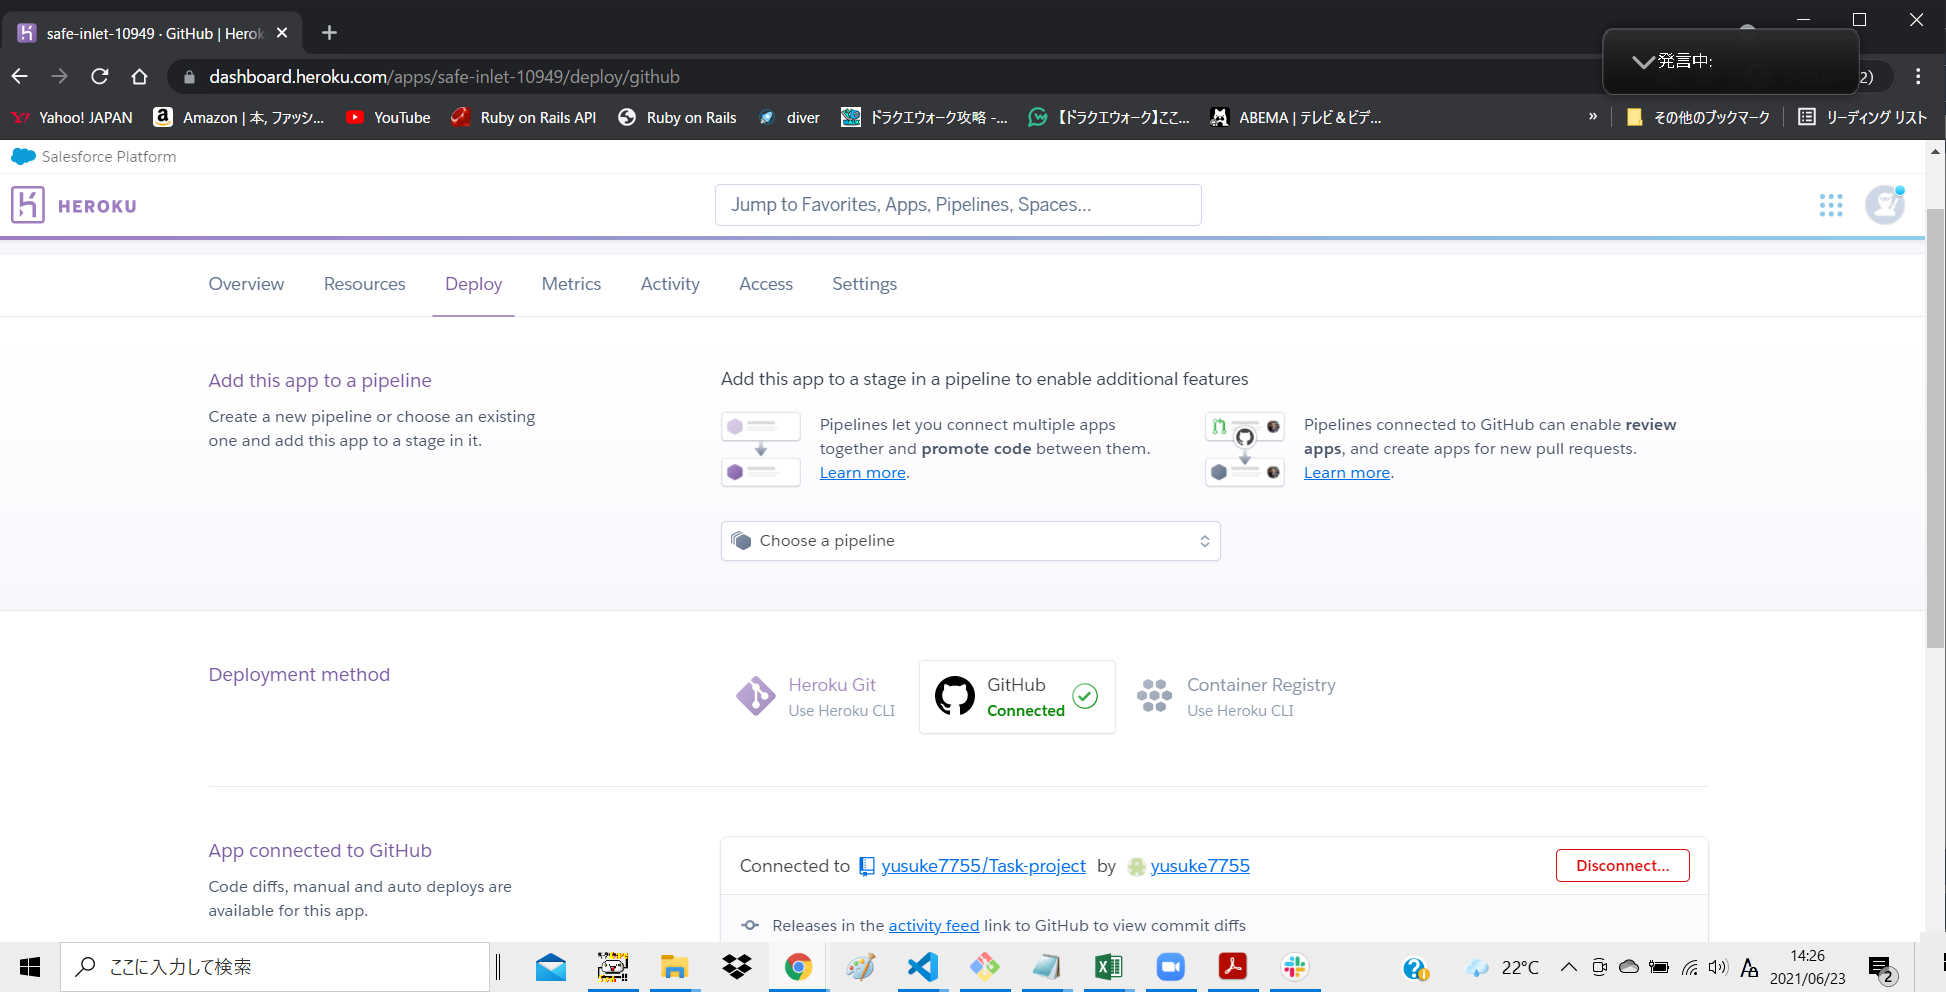 safe-inlet-10949 · GitHub | Herok
発言中:
dashboard.heroku.com/apps/safe-inlet-10949/deploy/github
2)
Yahoo! JAPAN
Amazon | 本, ファッシ...
YouTube
Ruby on Rails API
Ruby on Rails
diver
ドラクエウォーク攻略 -...
【ドラクエウォーク】ここ...
ABEMA | テレビ＆ビデ...
»
その他のブックマーク
リーディング リスト
Salesforce Platform
HEROKU
Jump to Favorites, Apps, Pipelines, Spaces...
Overview
Resources
Deploy
Metrics
Activity
Access
Settings
Add this app to a pipeline
Create a new pipeline or choose an existing
one and add this app to a stage in it.
Add this app to a stage in a pipeline to enable additional features
Pipelines let you connect multiple apps
together and promote code between them.
Learn more.
Pipelines connected to GitHub can enable review
apps, and create apps for new pull requests.
Learn more.
Choose a pipeline
Deployment method
Heroku Git
Use Heroku CLI
GitHub
Connected
Container Registry
Use Heroku CLI
App connected to GitHub
Code diffs, manual and auto deploys are
available for this app.
Connected to yusuke7755/Task-project by yusuke7755
Disconnect...
Releases in the activity feed link to GitHub to view commit diffs
ここに入力して検索
22°C
14:26
2021/06/23
2